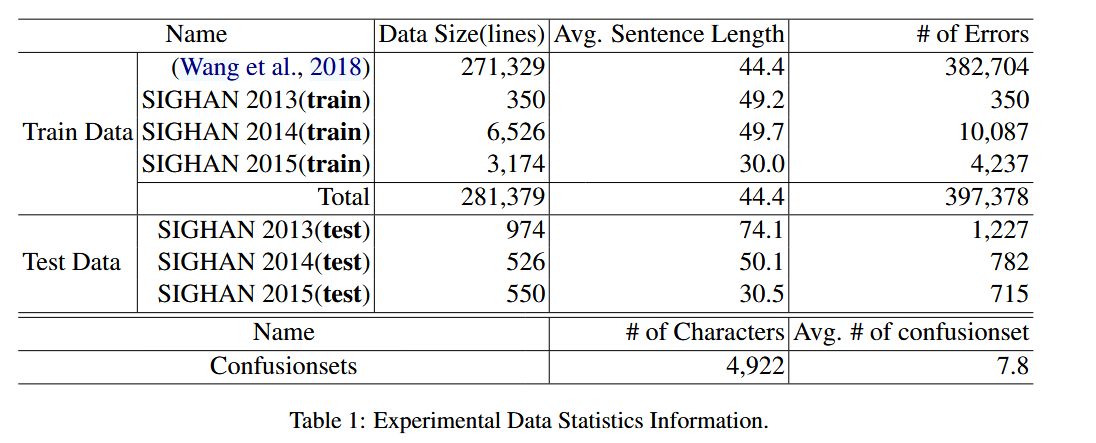 Name Data Size(lines) Avg. Sentence Length # of Errors
(Wang et al., 2018) 271,329 44.4 382,704
SIGHAN 2013(train) 350 49.2 350
Train Data SIGHAN 2014(train) 6,526 49.7 10,087
SIGHAN 2015(train) 3,174 30.0 4,237
Total 281,379 44.4 397,378
SIGHAN 2013(test) 974 74.1 1,227
Test Data SIGHAN 2014(test) 526 50.1 782
SIGHAN 2015(test) 550 30.5 715
Name # of Characters Avg. # of confusionset
Confusionsets 4,922 7.8
Table 1: Experimental Data Statistics Information.